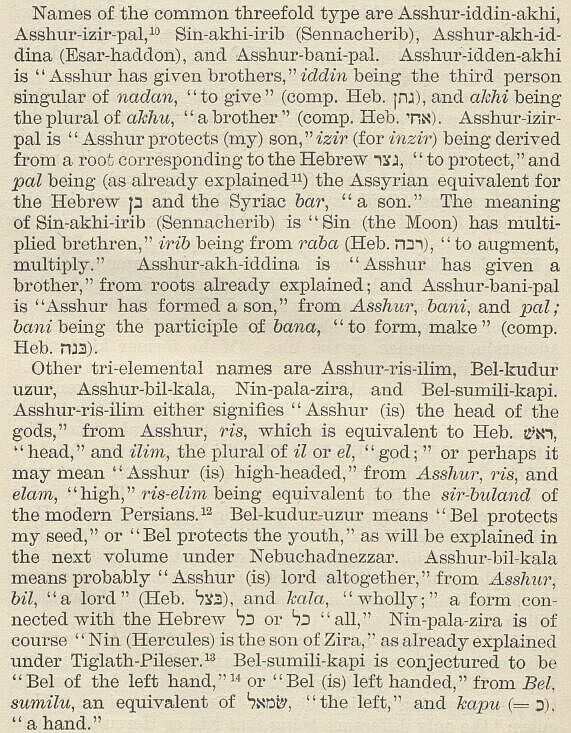 Names of the common threefold type are Asshur-iddin-akhi,
Asshur-izir-pal,¹⁰ Sin-akhi-irib (Sennacherib), Asshur-akh-id-
dina (Esar-haddon), and Asshur-bani-pal. Asshur-idden-akhi
is “Asshur has given brothers,” iddin being the third person
singular of nadan, “to give” (comp. Heb. נתן), and akhi being
the plural of akhu, “a brother” (comp. Heb. אחי). Asshur-izir-
pal is “Asshur protects (my) son,” izir (for inzir) being derived
from a root corresponding to the Hebrew נצר, “to protect,” and
pal being (as already explained¹¹) the Assyrian equivalent for
the Hebrew בן and the Syriac bar, “a son.” The meaning
of Sin-akhi-irib (Sennacherib) is “Sin (the Moon) has multi-
plied brethren,” irib being from raba (Heb. רבה), “to augment,
multiply.” Asshur-akh-iddina is “Asshur has given a
brother,” from roots already explained; and Asshur-bani-pal
is “Asshur has formed a son,” from Asshur, bani, and pal;
bani being the participle of bana, “to form, make” (comp.
Heb. בנה).
Other tri-elemental names are Asshur-ris-ilim, Bel-kudur
uzur, Asshur-bil-kala, Nin-pala-zira, and Bel-sumili-kapi.
Asshur-ris-ilim either signifies “Asshur (is) the head of the
gods,” from Asshur, ris, which is equivalent to Heb. ראש,
“head,” and ilim, the plural of il or el, “god;” or perhaps it
may mean “Asshur (is) high-headed,” from Asshur, ris, and
elam, “high,” ris-elim being equivalent to the sir-buland of
the modern Persians.¹² Bel-kudur-uzur means “Bel protects
my seed,” or “Bel protects the youth,” as will be explained in
the next volume under Nebuchadnezzar. Asshur-bil-kala
means probably “Asshur (is) lord altogether,” from Asshur,
bil, “a lord” (Heb. בצל), and kala, “wholly;” a form con-
nected with the Hebrew כל or כל “all,” Nin-pala-zira is of
course “Nin (Hercules) is the son of Zira,” as already explained
under Tiglath-Pileser.¹³ Bel-sumili-kapi is conjectured to be
“Bel of the left hand,”¹⁴ or “Bel (is) left handed,” from Bel,
sumilu, an equivalent of שׂמאל, “the left,” and kapu (= כ),
“a hand.”